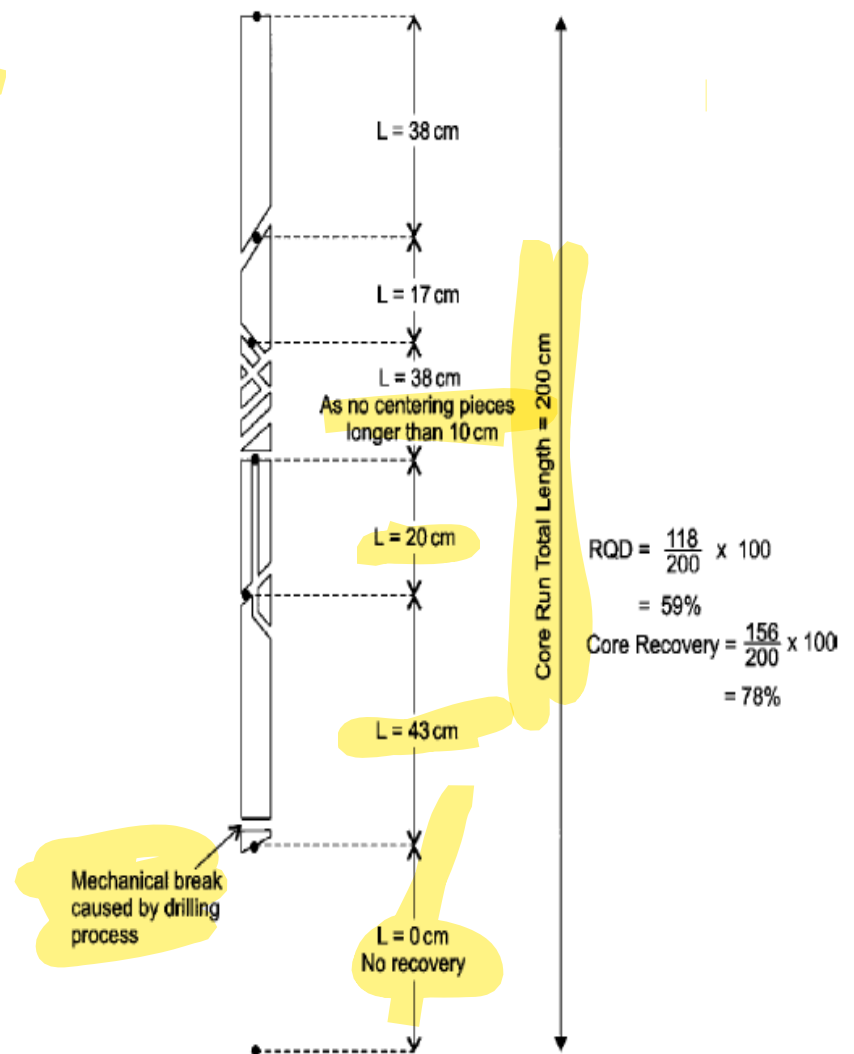 L = 38 cm
L = 17 cm
L = 38 cm
As no centering pieces
longer than 10 cm
L = 20 cm
L = 43 cm
Mechanical break
caused by drilling
process
L = 0 cm
No recovery
Core Run Total Length = 200 cm
RQD = 118/200 x 100
= 59%
Core Recovery = 156/200 x 100
= 78%